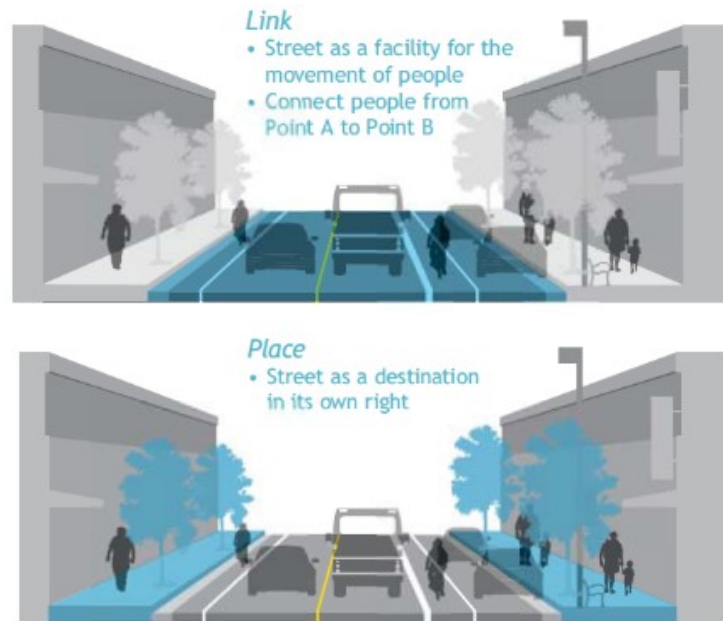 Link
• Street as a facility for the
movement of people
• Connect people from
Point A to Point B
Place
• Street as a destination
in its own right